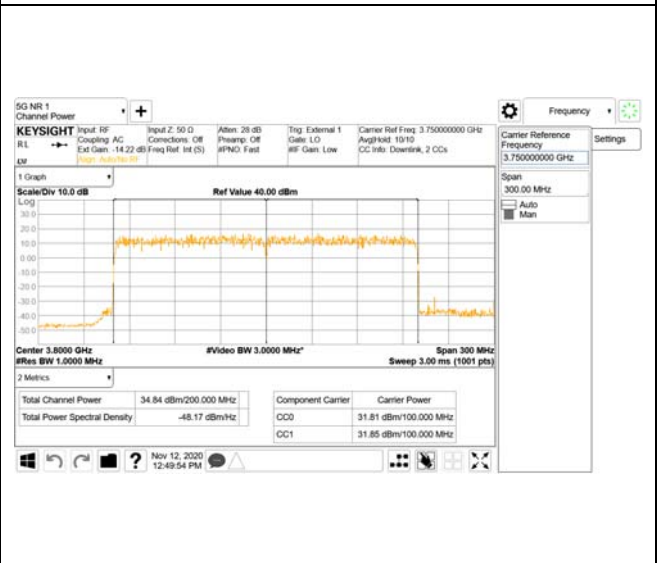 5G NR 1
Channel Power
Frequency
KEYSIGHT
Input: RF
Coupling: AC
Ext Gain: -14.22 dB
Align: Auto/No RF
Input Z: 50 Ω
Corrections: Off
Freq Ref: Int (S)
Atten: 28 dB
Preamp: Off
#PNO: Fast
Trig: External 1
Gate: LO
#IF Gain: Low
Carrier Ref Freq: 3.750000000 GHz
Avg|Hold: 10/10
CC Info: Downlink, 2 CCs
RL
Carrier Reference
Frequency
3.750000000 GHz
Settings
Span
300.00 MHz
Auto
Man
1 Graph
Scale/Div 10.0 dB
Ref Value 40.00 dBm
Log
30.0
20.0
10.0
0.00
-10.0
-20.0
-30.0
-40.0
-50.0
Center 3.8000 GHz
#Video BW 3.0000 MHz*
Span 300 MHz
#Res BW 1.0000 MHz
Sweep 3.00 ms (1001 pts)
2 Metrics
Total Channel Power 34.84 dBm/200.000 MHz
Total Power Spectral Density -48.17 dBm/Hz
Component Carrier Carrier Power
CC0 31.81 dBm/100.000 MHz
CC1 31.85 dBm/100.000 MHz
Nov 12, 2020
12:49:54 PM